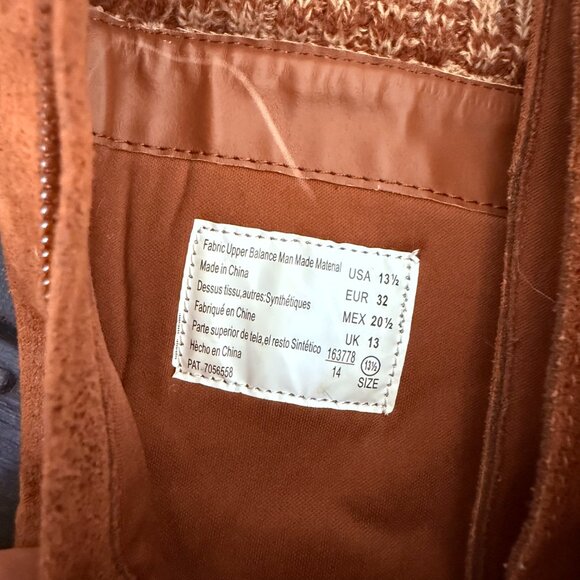 Fabric Upper Balance Man Made Material
Made in China
Dessus tissu,autres:Synthétiques
Fabriqué en Chine
Parte superior de tela,el resto Sintético
Hecho en China
PAT 7056558
USA 13½
EUR 32
MEX 20½
UK 13
163778
14
13½
SIZE